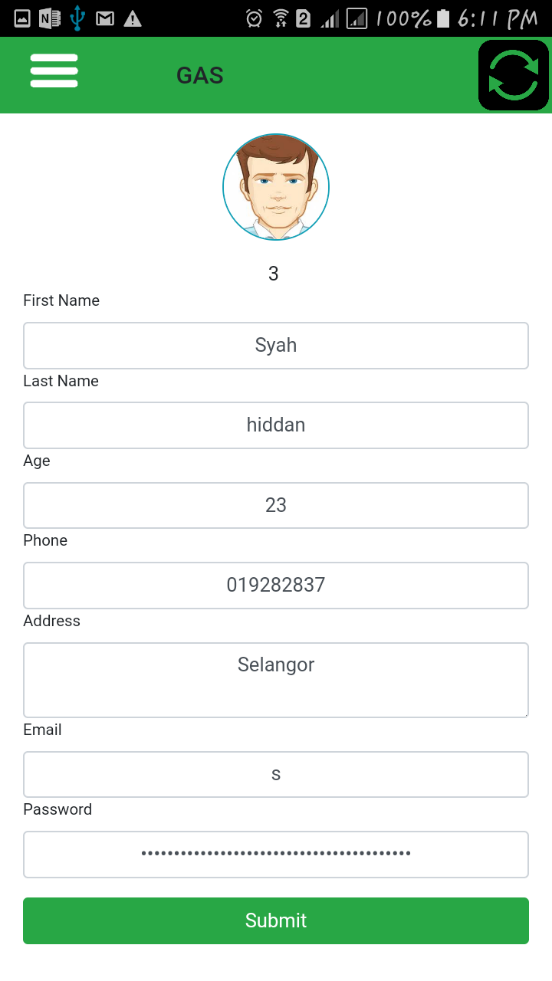 N
2
100% 6:11 PM
GAS
3
First Name
Syah
Last Name
hiddan
Age
23
Phone
019282837
Address
Selangor
Email
s
Password
•••••••••••••••••••••••••••••••••••••••••
Submit